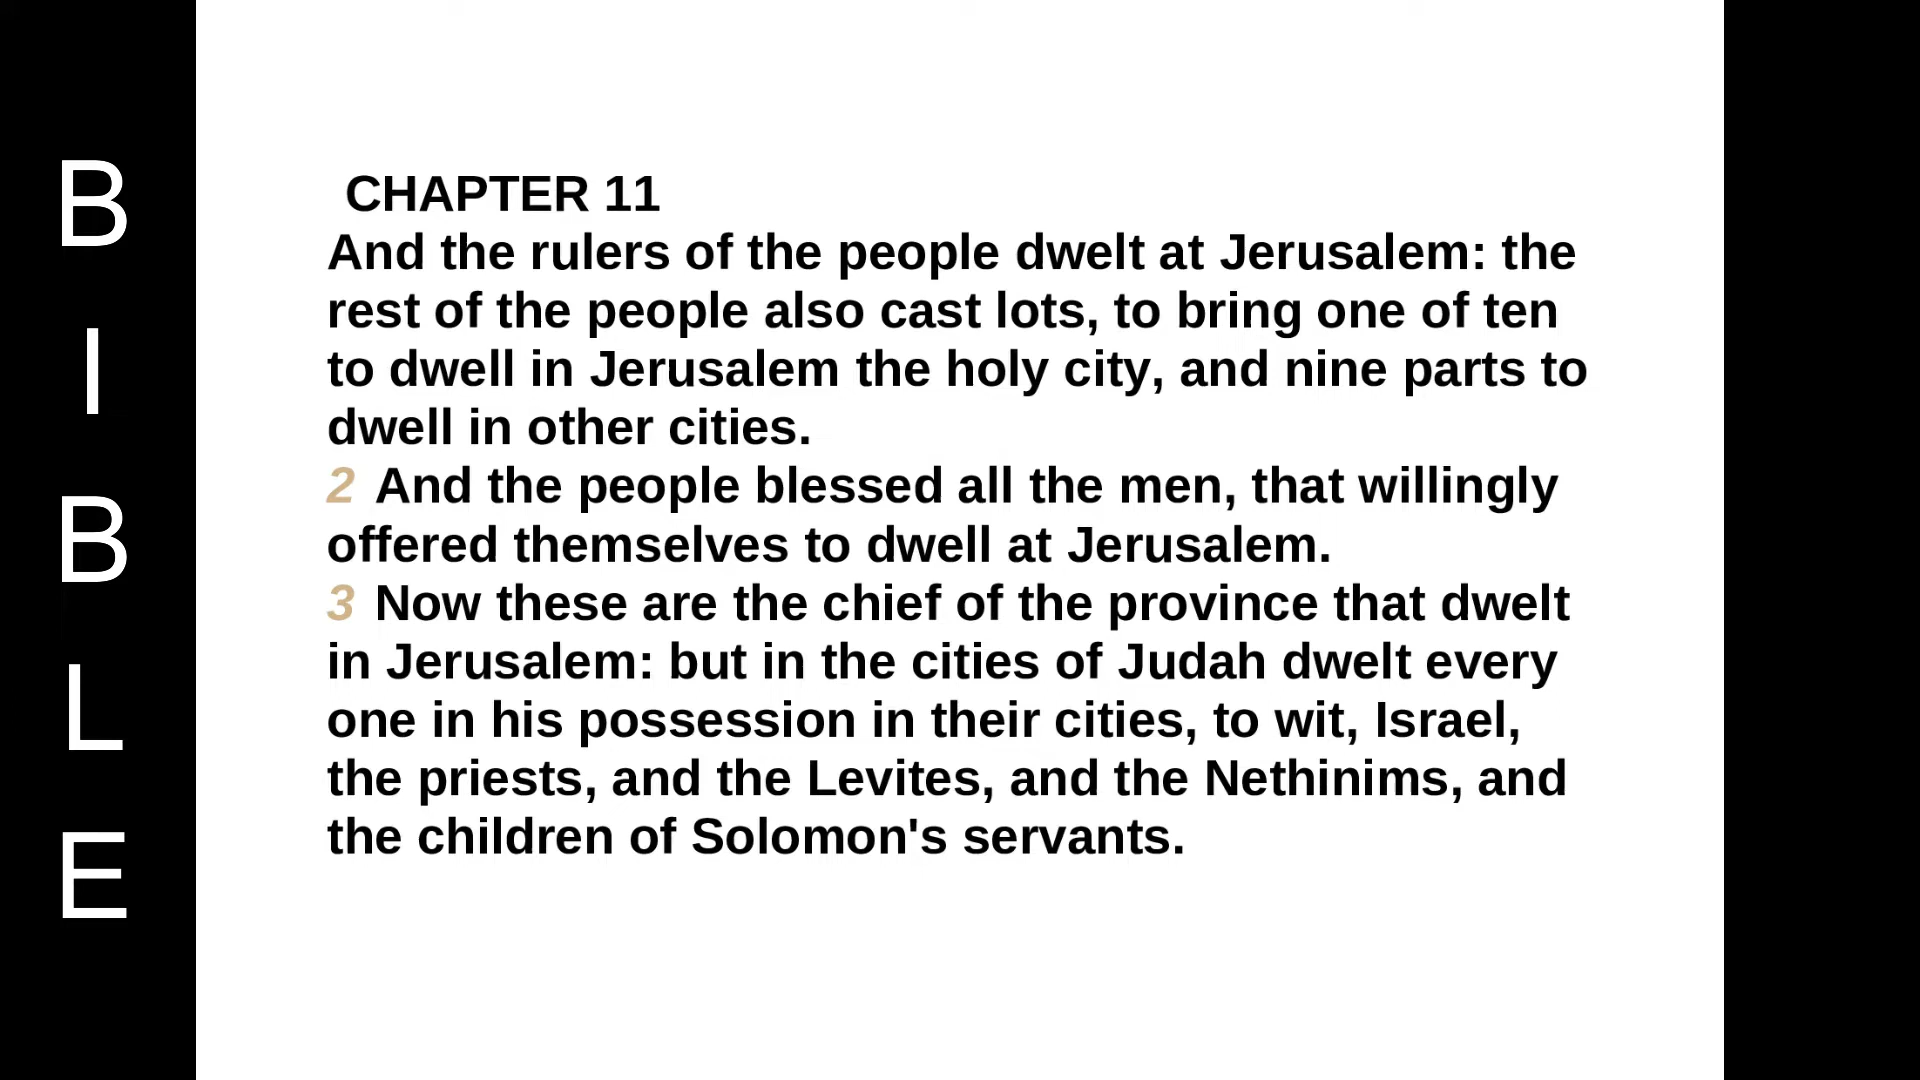 B
I
B
L
E
CHAPTER 11
And the rulers of the people dwelt at Jerusalem: the
rest of the people also cast lots, to bring one of ten
to dwell in Jerusalem the holy city, and nine parts to
dwell in other cities.
2 And the people blessed all the men, that willingly
offered themselves to dwell at Jerusalem.
3 Now these are the chief of the province that dwelt
in Jerusalem: but in the cities of Judah dwelt every
one in his possession in their cities, to wit, Israel,
the priests, and the Levites, and the Nethinims, and
the children of Solomon's servants.